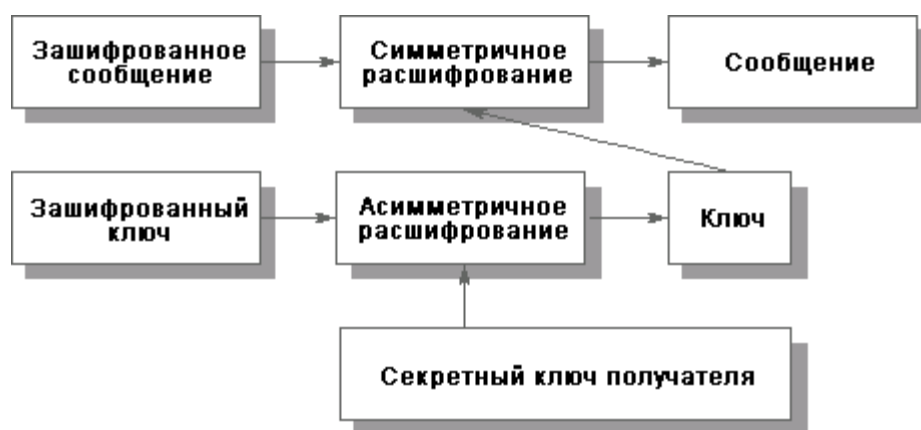 Зашифрованное
сообщение
Симметричное
расшифрование
Сообщение
Зашифрованный
ключ
Асимметричное
расшифрование
Ключ
Секретный ключ получателя